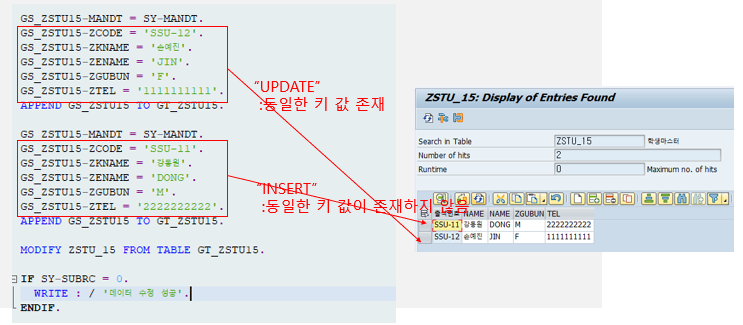 GS_ZSTU15-MANDT = SY-MANDT.
GS_ZSTU15-ZCODE = 'SSU-12'.
GS_ZSTU15-ZKNAME = '손예진'.
GS_ZSTU15-ZENAME = 'JIN'.
GS_ZSTU15-ZGUBUN = 'F'.
GS_ZSTU15-ZTEL = '1111111111'.
APPEND GS_ZSTU15 TO GT_ZSTU15.
GS_ZSTU15-MANDT = SY-MANDT.
GS_ZSTU15-ZCODE = 'SSU-11'.
GS_ZSTU15-ZKNAME = '강동원'.
GS_ZSTU15-ZENAME = 'DONG'.
GS_ZSTU15-ZGUBUN = 'M'.
GS_ZSTU15-ZTEL = '2222222222'.
APPEND GS_ZSTU15 TO GT_ZSTU15.
MODIFY ZSTU_15 FROM TABLE GT_ZSTU15.
IF SY-SUBRC = 0.
WRITE : / '데이터 수정 성공'.
ENDIF.
"UPDATE"
:동일한 키 값 존재
"INSERT"
:동일한 키 값이 존재하지 않음
ZSTU_15: Display of Entries Found
Search in Table ZSTU_15 학생마스터
Number of hits 2
Runtime 0 Maximum no. of hits
NAME NAME ZGUBUN TEL
SSU-11 강동원 DONG M 2222222222
SSU-12 손예진 JIN F 1111111111